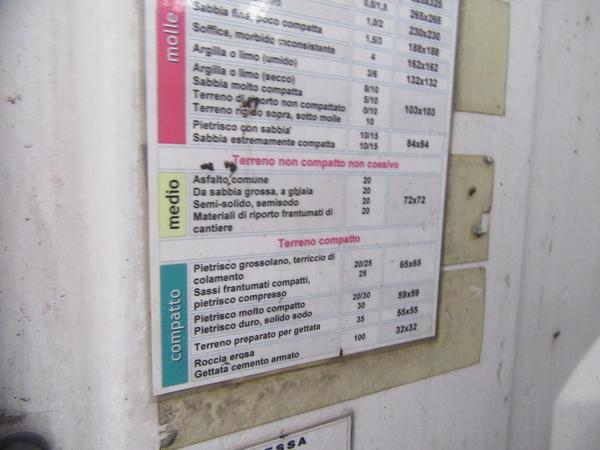 molle
Sabbia fine, poco compatta 1,0/2 265x265
Soffice, morbido inconsistente 1,5/3 230x230
Argilla o limo (umido) 4 188x188
Argilla o limo (secco) 3/6 162x162
Sabbia molto compatta 8/10 132x132
Terreno di riporto non compattato 5/10
Terreno rigido sopra, sotto molle 0/10 103x103
10
Pietrisco con sabbia 10/15
Sabbia estremamente compatta 10/15 84x84
Terreno non compatto non coesivo
medio
Asfalto comune 20
Da sabbia grossa, a ghiaia 20
Semi-solido, semisodo 20 72x72
Materiali di riporto frantumati di 20
cantiere
Terreno compatto
compatto
Pietrisco grossolano, terriccio di 20/25 65x65
colamento 25
Sassi frantumati compatti,
pietrisco compresso 20/30 59x59
Pietrisco molto compatto 30
Pietrisco duro, solido sodo 35 55x55
Terreno preparato per gettata 32x32
Roccia erosa 100
Gettata cemento armato
ESSA